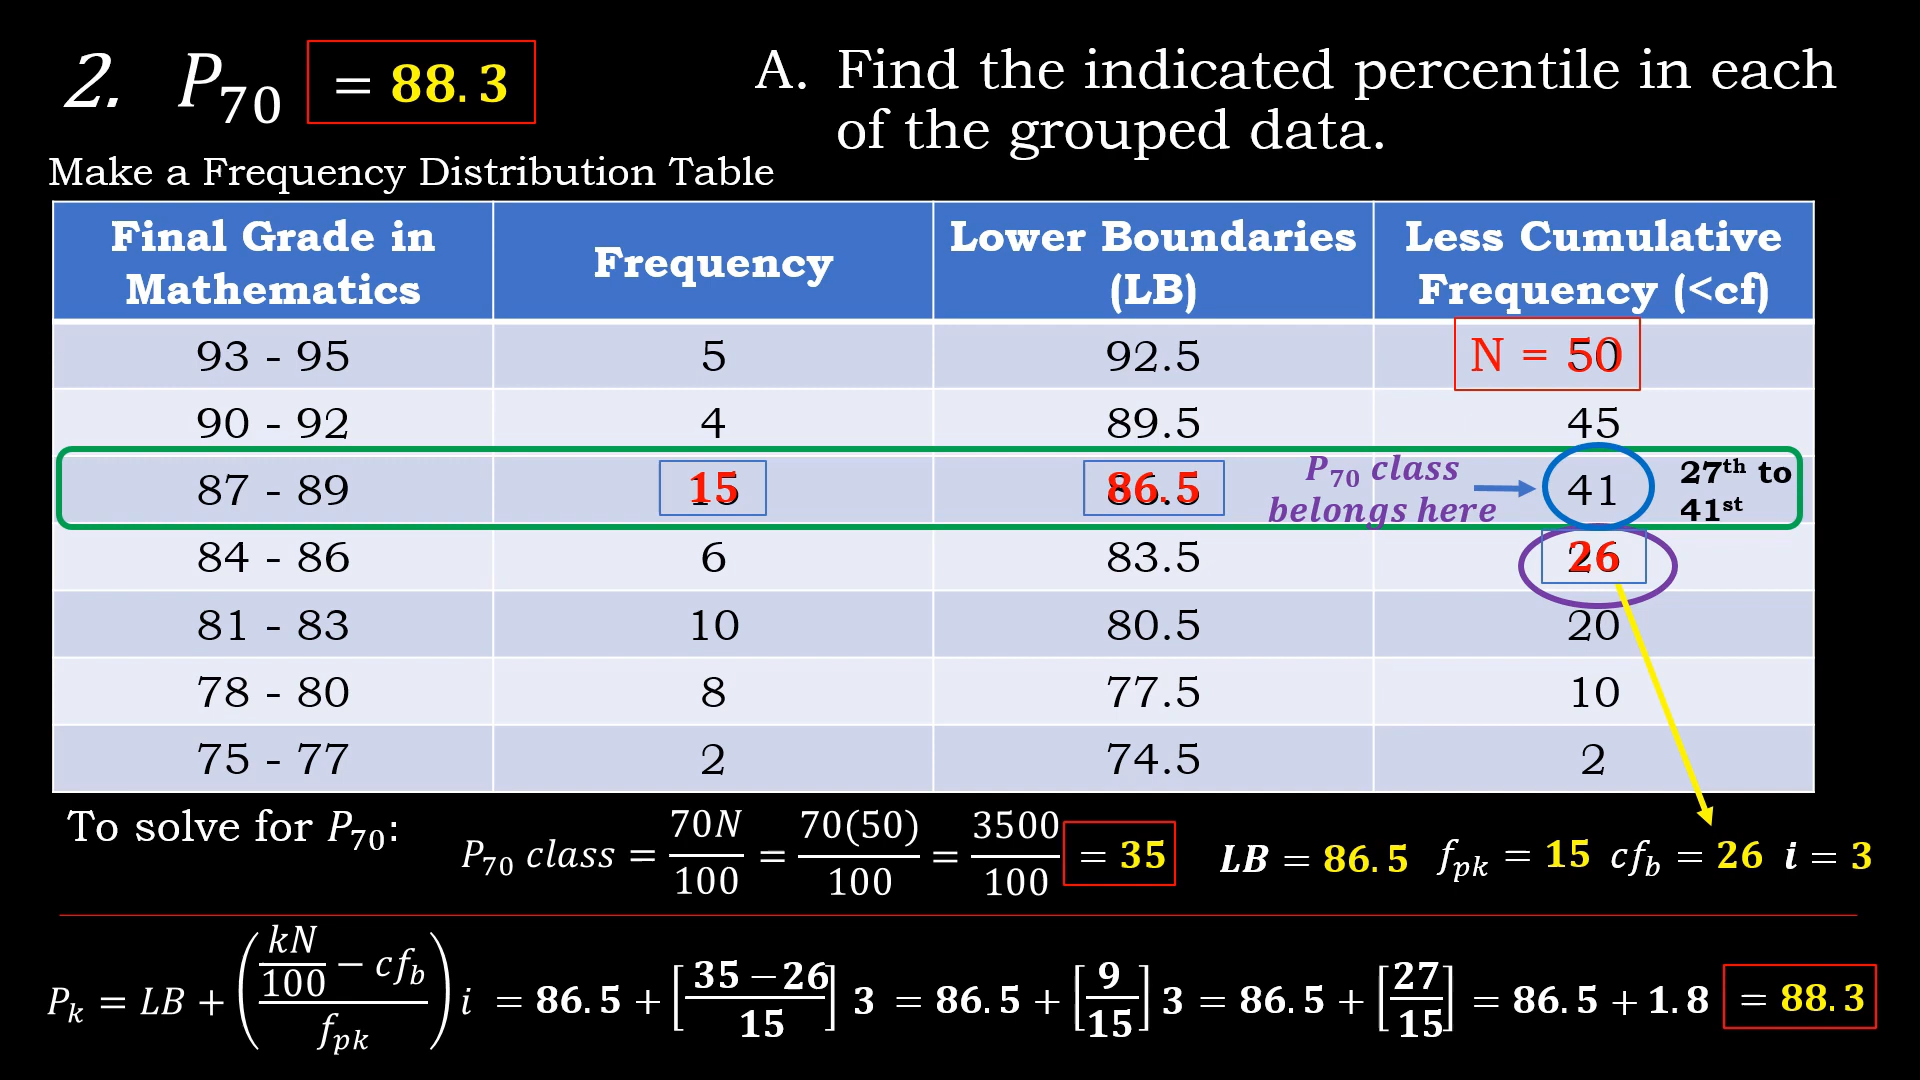 2. P₇₀ = 88.3
A. Find the indicated percentile in each
of the grouped data.
Make a Frequency Distribution Table
Final Grade in Mathematics | Frequency | Lower Boundaries (LB) | Less Cumulative Frequency (<cf)
93 - 95 | 5 | 92.5 | N = 50
90 - 92 | 4 | 89.5 | 45
87 - 89 | 15 | 86.5 | P₇₀ class belongs here | 41 | 27th to 41st
84 - 86 | 6 | 83.5 | 26
81 - 83 | 10 | 80.5 | 20
78 - 80 | 8 | 77.5 | 10
75 - 77 | 2 | 74.5 | 2
To solve for P₇₀: P₇₀ class = 70N/100 = 70(50)/100 = 3500/100 = 35 LB = 86.5 f_pk = 15 cf_b = 26 i = 3
P_k = LB + ((kN/100 − cf_b)/f_pk) i = 86.5 + [35 − 26/15] 3 = 86.5 + [9/15] 3 = 86.5 + [27/15] = 86.5 + 1.8 = 88.3